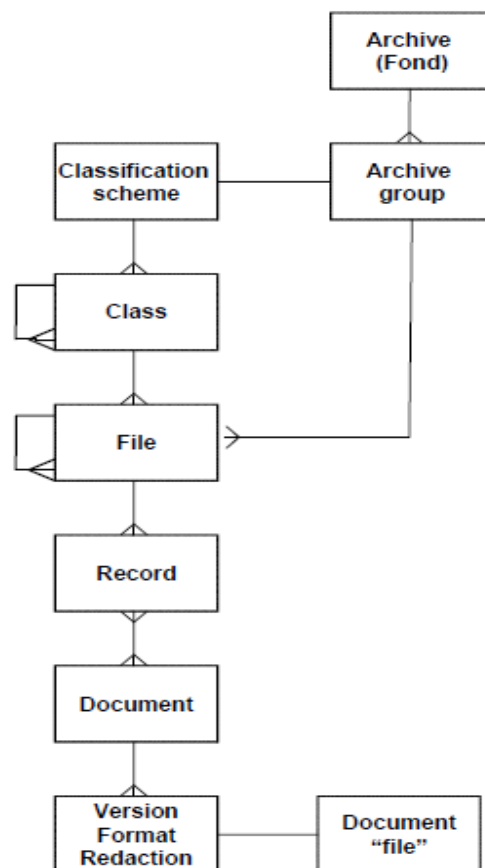 Archive
(Fond)
Classification
scheme
Archive
group
Class
File
Record
Document
Version
Format
Redaction
Document
“file”